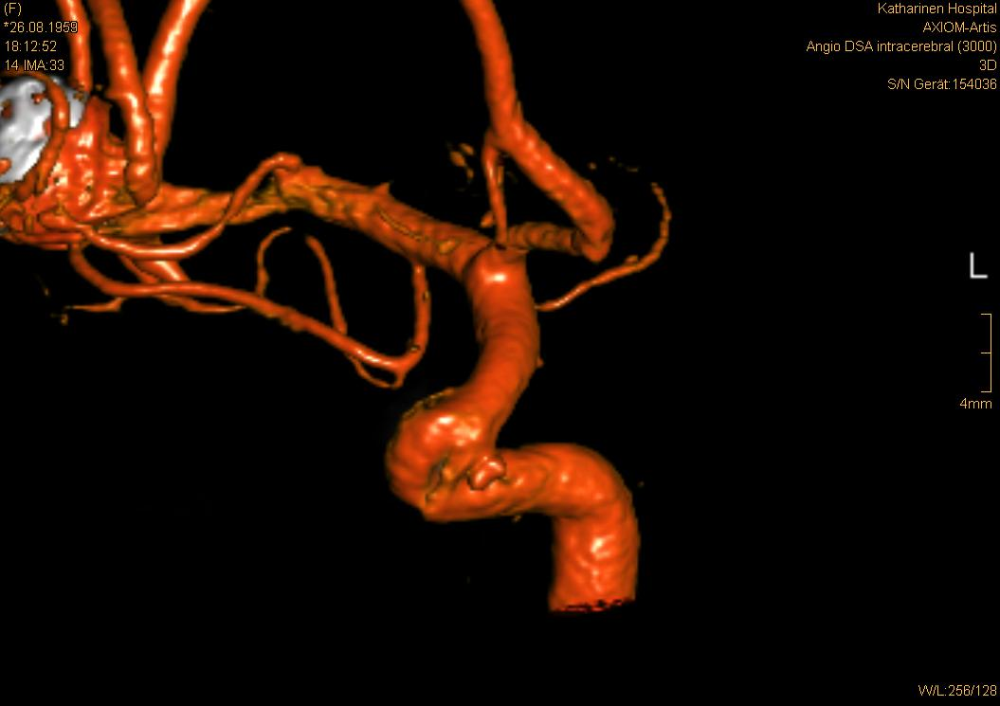 (F)
*26.08.1959
18:12:52
14 IMA:33
Katharinen Hospital
AXIOM-Artis
Angio DSA intracerebral (3000)
3D
S/N Gerät:154036
L
4mm
W/L:256/128